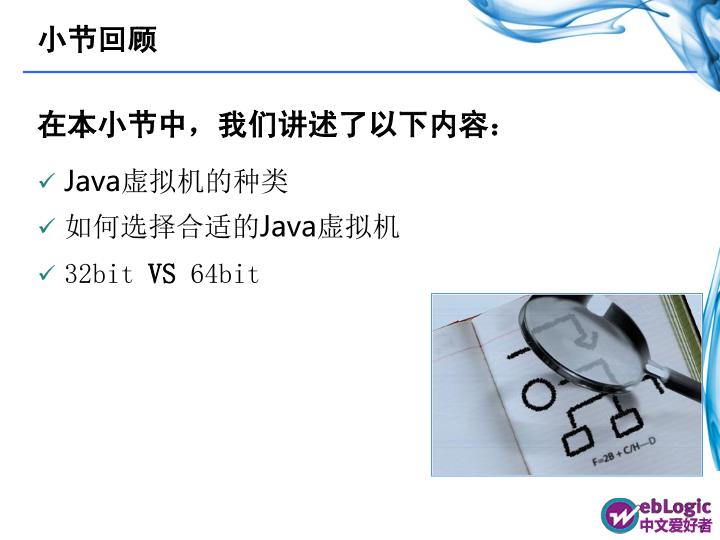 小节回顾
在本小节中，我们讲述了以下内容：
Java虚拟机的种类
如何选择合适的Java虚拟机
32bit VS 64bit
F=2B + C/H—D
WebLogic
中文爱好者